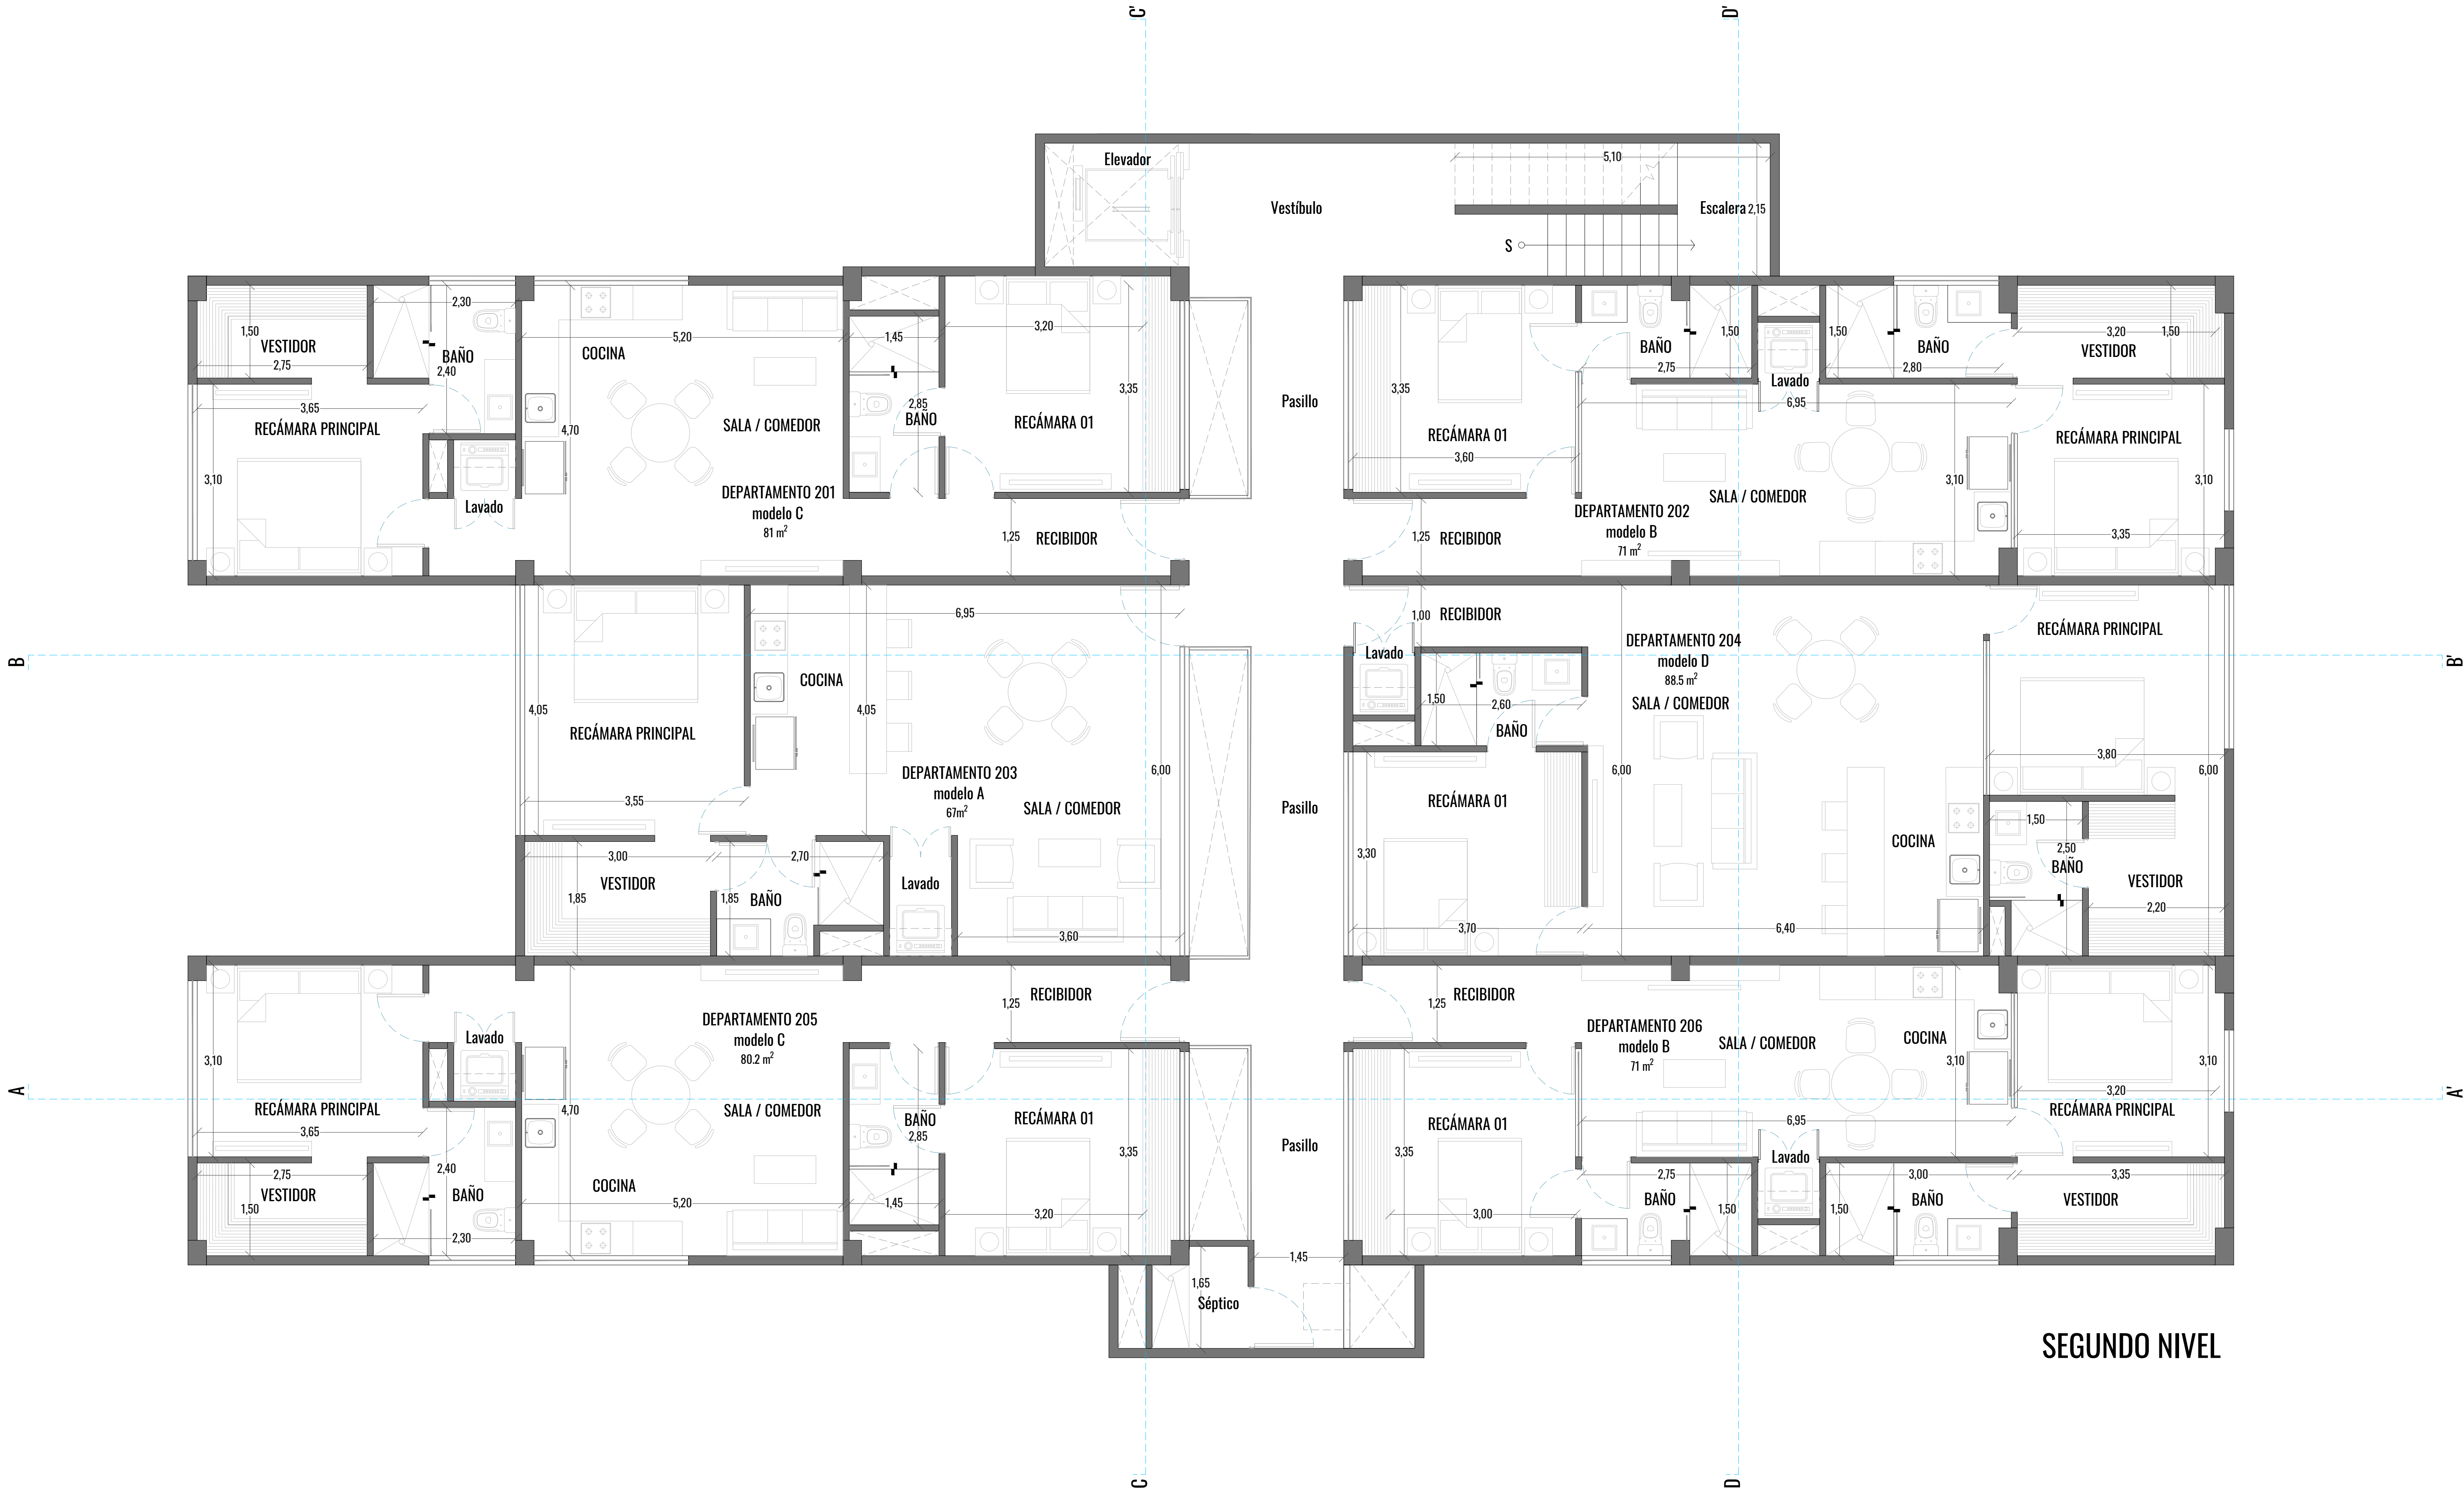 C'
D'
Elevador
5,10
Vestíbulo
Escalera
2,15
S
2,30
1,50
VESTIDOR
2,75
BAÑO
2,40
3,65
RECÁMARA PRINCIPAL
3,10
Lavado
5,20
COCINA
4,70
SALA / COMEDOR
DEPARTAMENTO 201
modelo C
81 m²
1,45
2,85
BAÑO
3,20
3,35
RECÁMARA 01
1,25
RECIBIDOR
Pasillo
3,35
RECÁMARA 01
3,60
1,25
RECIBIDOR
BAÑO
1,50
2,75
Lavado
6,95
1,50
BAÑO
2,80
3,20
1,50
VESTIDOR
SALA / COMEDOR
DEPARTAMENTO 202
modelo B
71 m²
3,10
RECÁMARA PRINCIPAL
3,10
3,35
B
B'
4,05
RECÁMARA PRINCIPAL
3,55
6,95
COCINA
4,05
DEPARTAMENTO 203
modelo A
67m²
SALA / COMEDOR
6,00
3,00
VESTIDOR
1,85
2,70
1,85
BAÑO
Lavado
3,60
Pasillo
1,00
RECIBIDOR
Lavado
1,50
2,60
BAÑO
DEPARTAMENTO 204
modelo D
88.5 m²
SALA / COMEDOR
RECÁMARA 01
6,00
3,30
3,70
6,40
COCINA
RECÁMARA PRINCIPAL
3,80
6,00
1,50
2,50
BAÑO
VESTIDOR
2,20
A
A'
3,10
RECÁMARA PRINCIPAL
3,65
2,75
VESTIDOR
1,50
Lavado
2,40
BAÑO
2,30
DEPARTAMENTO 205
modelo C
80.2 m²
4,70
SALA / COMEDOR
COCINA
5,20
1,25
RECIBIDOR
BAÑO
2,85
1,45
RECÁMARA 01
3,35
3,20
Pasillo
1,25
RECIBIDOR
RECÁMARA 01
3,35
3,00
DEPARTAMENTO 206
modelo B
71 m²
SALA / COMEDOR
COCINA
3,10
6,95
2,75
BAÑO
1,50
Lavado
3,00
1,50
BAÑO
3,10
3,20
RECÁMARA PRINCIPAL
3,35
VESTIDOR
1,45
1,65
Séptico
SEGUNDO NIVEL
C
D